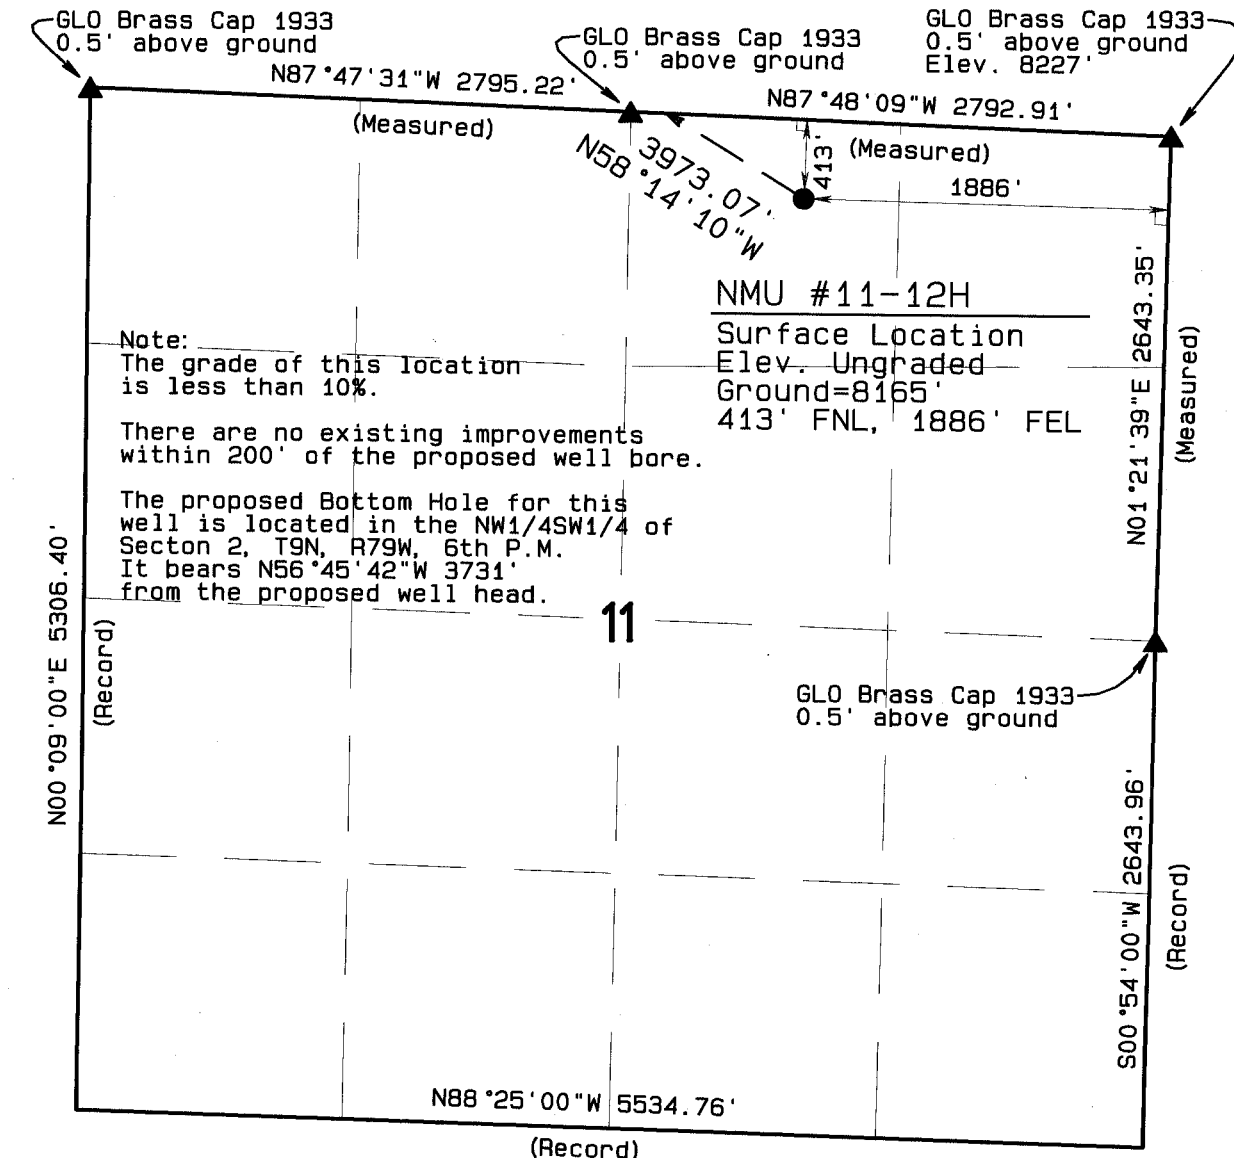 GLO Brass Cap 1933
0.5' above ground
GLO Brass Cap 1933
0.5' above ground
GLO Brass Cap 1933
0.5' above ground
Elev. 8227'
N87°47'31"W 2795.22'
(Measured)
N87°48'09"W 2792.91'
(Measured)
3973.07'
N58°14'10"W
413'
1886'
NMU #11-12H
Surface Location
Elev. Ungraded
Ground=8165'
413' FNL, 1886' FEL
Note:
The grade of this location
is less than 10%.
There are no existing improvements
within 200' of the proposed well bore.
The proposed Bottom Hole for this
well is located in the NW1/4SW1/4 of
Secton 2, T9N, R79W, 6th P.M.
It bears N56°45'42"W 3731'
from the proposed well head.
N01°21'39"E 2643.35'
(Measured)
N00°09'00"E 5306.40'
(Record)
11
GLO Brass Cap 1933
0.5' above ground
S00°54'00"W 2643.96'
(Record)
N88°25'00"W 5534.76'
(Record)